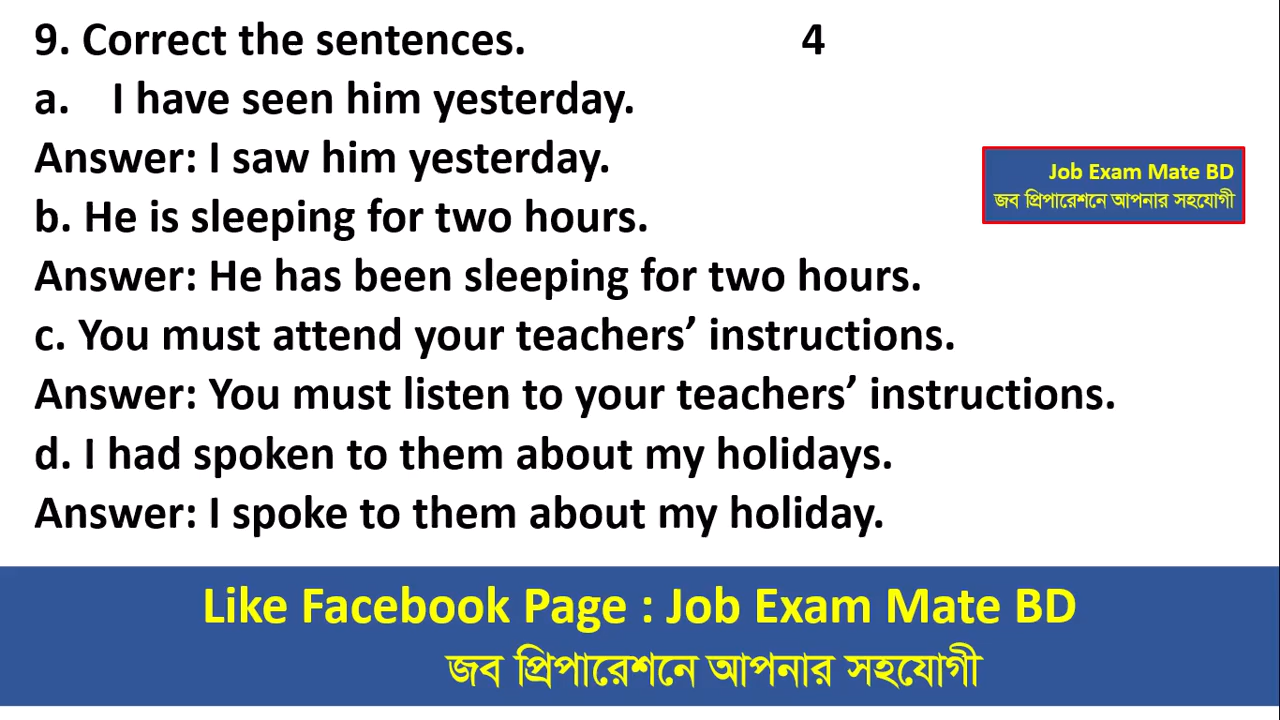 9. Correct the sentences. 4
a. I have seen him yesterday.
Answer: I saw him yesterday.
Job Exam Mate BD
জব প্রিপারেশনে আপনার সহযোগী
b. He is sleeping for two hours.
Answer: He has been sleeping for two hours.
c. You must attend your teachers’ instructions.
Answer: You must listen to your teachers’ instructions.
d. I had spoken to them about my holidays.
Answer: I spoke to them about my holiday.
Like Facebook Page : Job Exam Mate BD
জব প্রিপারেশনে আপনার সহযোগী